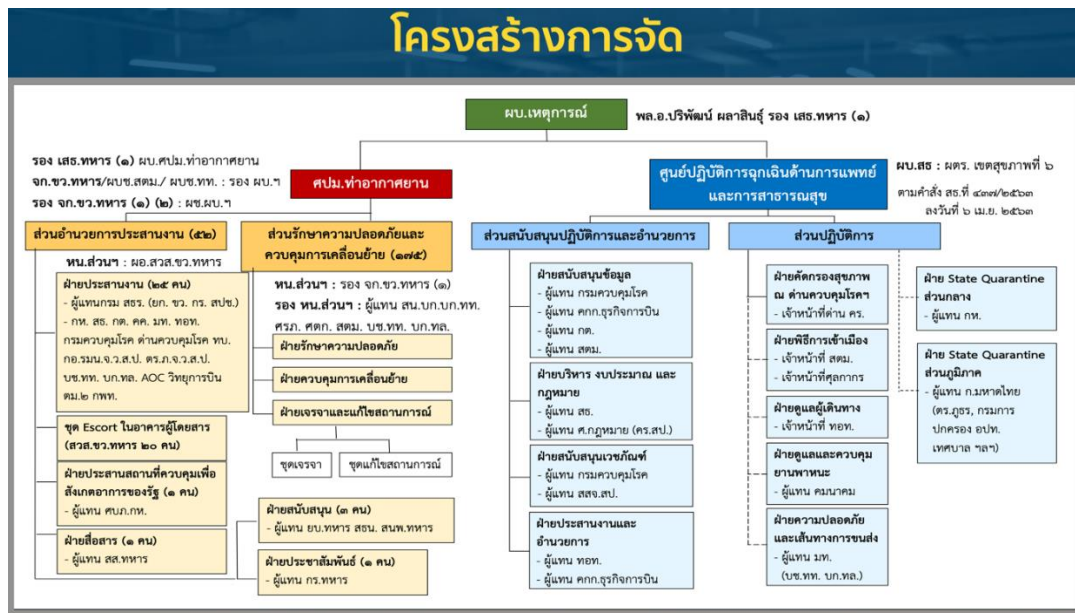 โครงสร้างการจัด
ผบ.เหตุการณ์
พล.อ.ปริพัฒน์ ผลาสินธุ์ รอง เสธ.ทหาร (๑)
รอง เสธ.ทหาร (๑) ผบ.ศปม.ท่าอากาศยาน
จก.ขว.ทหาร/ผบช.สตม./ ผบช.ทท. : รอง ผบ.ฯ
รอง จก.ขว.ทหาร (๑) (๒) : ผช.ผบ.ฯ
ศปม.ท่าอากาศยาน
ศูนย์ปฏิบัติการฉุกเฉินด้านการแพทย์
และการสาธารณสุข
ผบ.สธ : ผตร. เขตสุขภาพที่ ๖
ตามคำสั่ง สธ.ที่ ๔๓๗/๒๕๖๓
ลงวันที่ ๖ เม.ย. ๒๕๖๓
ส่วนอำนวยการประสานงาน (๕๒)
หน.ส่วนฯ : ผอ.สวส.ขว.ทหาร
ฝ่ายประสานงาน (๒๕ คน)
- ผู้แทนกรม สธร. (ยก. ขว. กร. สปช.)
- กห. สธ. กต. คค. มท. ทอท.
กรมควบคุมโรค ด่านควบคุมโรค ทบ.
กอ.รมน.จ.ว.ส.ป. ตร.ภ.จ.ว.ส.ป.
บช.ทท. บก.ทล. AOC วิทยุการบิน
ตม.๒ กพท.
ชุด Escort ในอาคารผู้โดยสาร
(สวส.ขว.ทหาร ๒๐ คน)
ฝ่ายประสานสถานที่ควบคุมเพื่อ
สังเกตอาการของรัฐ (๑ คน)
- ผู้แทน ศบภ.กห.
ฝ่ายสื่อสาร (๑ คน)
- ผู้แทน สส.ทหาร
ส่วนรักษาความปลอดภัยและ
ควบคุมการเคลื่อนย้าย (๑๗๕)
หน.ส่วนฯ : รอง จก.ขว.ทหาร (๑)
รอง หน.ส่วนฯ : ผู้แทน สน.บก.บก.ทท.
ศรภ. ศตก. สตม. บช.ทท. บก.ทล.
ฝ่ายรักษาความปลอดภัย
ฝ่ายควบคุมการเคลื่อนย้าย
ฝ่ายเจรจาและแก้ไขสถานการณ์
ชุดเจรจา
ชุดแก้ไขสถานการณ์
ฝ่ายสนับสนุน (๓ คน)
- ผู้แทน ยบ.ทหาร สธน. สนพ.ทหาร
ฝ่ายประชาสัมพันธ์ (๑ คน)
- ผู้แทน กร.ทหาร
ส่วนสนับสนุนปฏิบัติการและอำนวยการ
ฝ่ายสนับสนุนข้อมูล
- ผู้แทน กรมควบคุมโรค
- ผู้แทน คกก.ธุรกิจการบิน
- ผู้แทน กต.
- ผู้แทน สตม.
ฝ่ายบริหาร งบประมาณ และ
กฎหมาย
- ผู้แทน สธ.
- ผู้แทน ศ.กฎหมาย (คร.สป.)
ฝ่ายสนับสนุนเวชภัณฑ์
- ผู้แทน กรมควบคุมโรค
- ผู้แทน สสจ.สป.
ฝ่ายประสานงานและ
อำนวยการ
- ผู้แทน ทอท.
- ผู้แทน คกก.ธุรกิจการบิน
ส่วนปฏิบัติการ
ฝ่ายคัดกรองสุขภาพ
ณ ด่านควบคุมโรคฯ
- เจ้าหน้าที่ด่าน คร.
ฝ่ายพิธีการเข้าเมือง
- เจ้าหน้าที่ สตม.
- เจ้าหน้าที่ศุลกากร
ฝ่ายดูแลผู้เดินทาง
- เจ้าหน้าที่ ทอท.
ฝ่ายดูแลและควบคุม
ยานพาหนะ
- ผู้แทน คมนาคม
ฝ่ายความปลอดภัย
และเส้นทางการขนส่ง
- ผู้แทน มท.
(บช.ทท. บก.ทล.)
ฝ่าย State Quarantine
ส่วนกลาง
- ผู้แทน กห.
ฝ่าย State Quarantine
ส่วนภูมิภาค
- ผู้แทน ก.มหาดไทย
(ตร.ภูธร, กรมการ
ปกครอง อปท.
เทศบาล ฯลฯ)